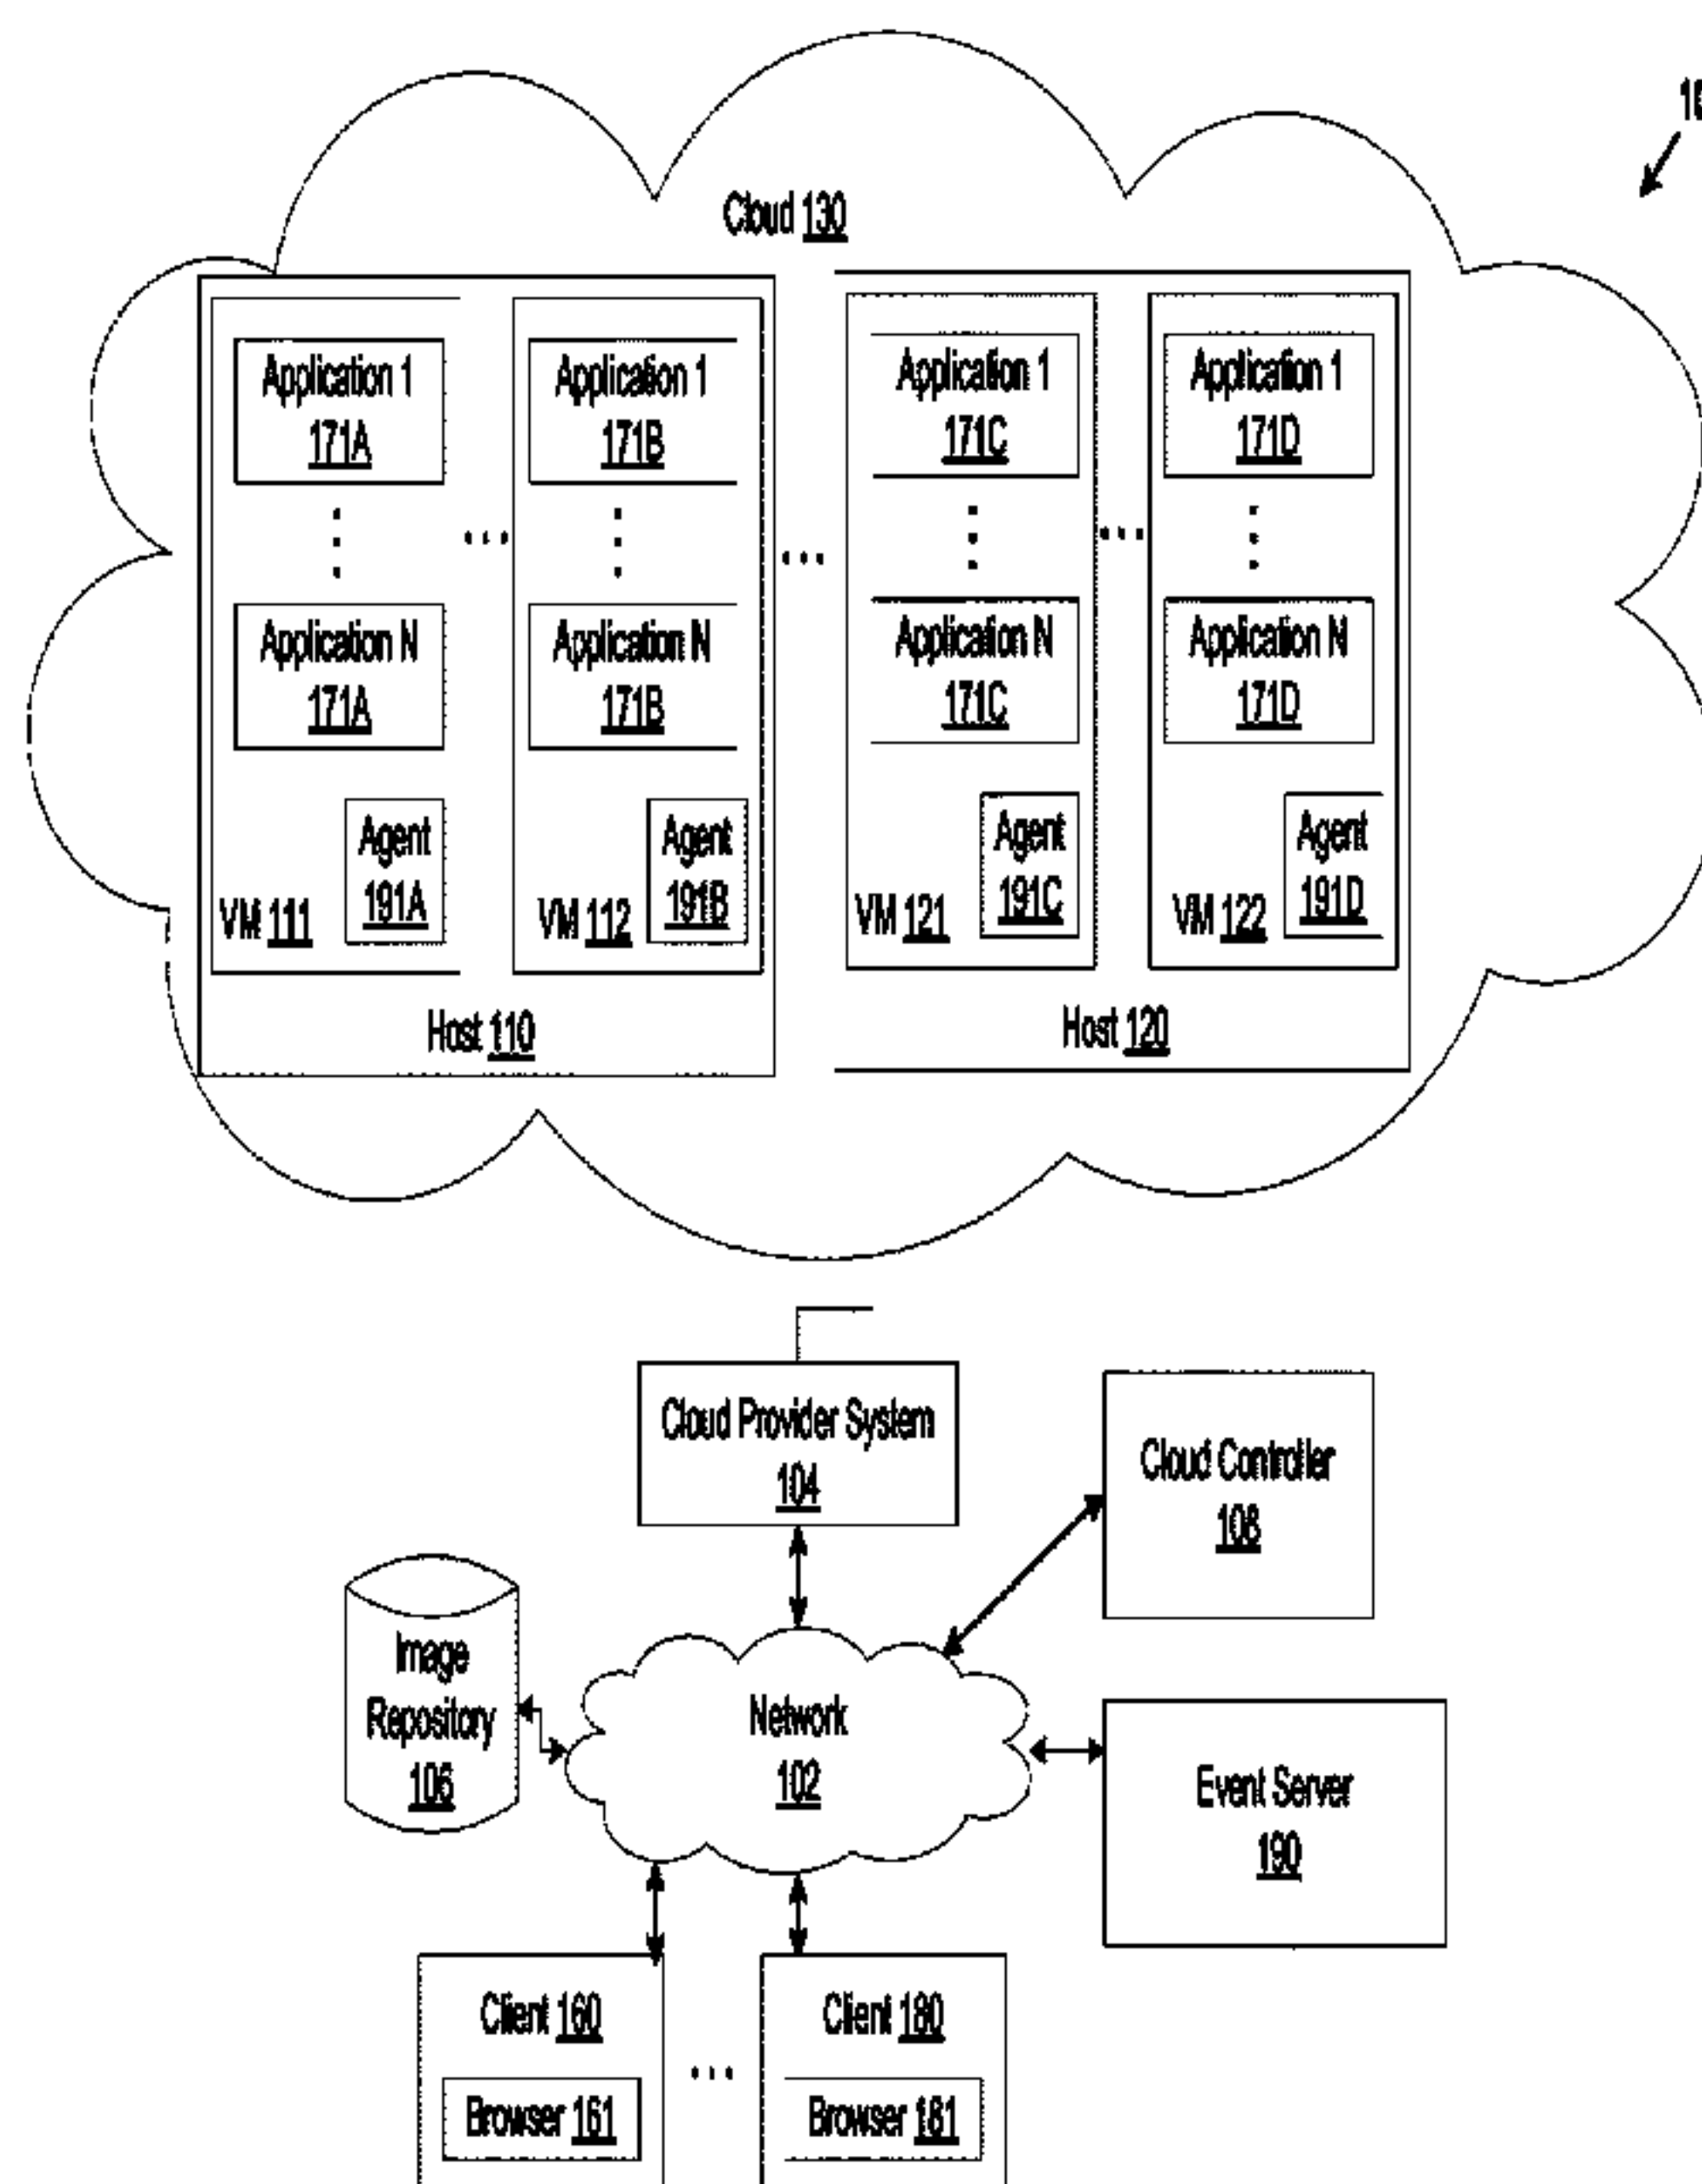 Cloud 130
Application 1
171A
Application 1
171B
Application 1
171C
Application 1
171D
Application N
171A
Application N
171B
Application N
171C
Application N
171D
VM 111
Agent
191A
VM 112
Agent
191B
VM 121
Agent
191C
VM 122
Agent
191D
Host 110
Host 120
Cloud Provider System
104
Cloud Controller
108
Image
Repository
106
Network
102
Event Server
190
Client 160
Browser 161
Client 180
Browser 181